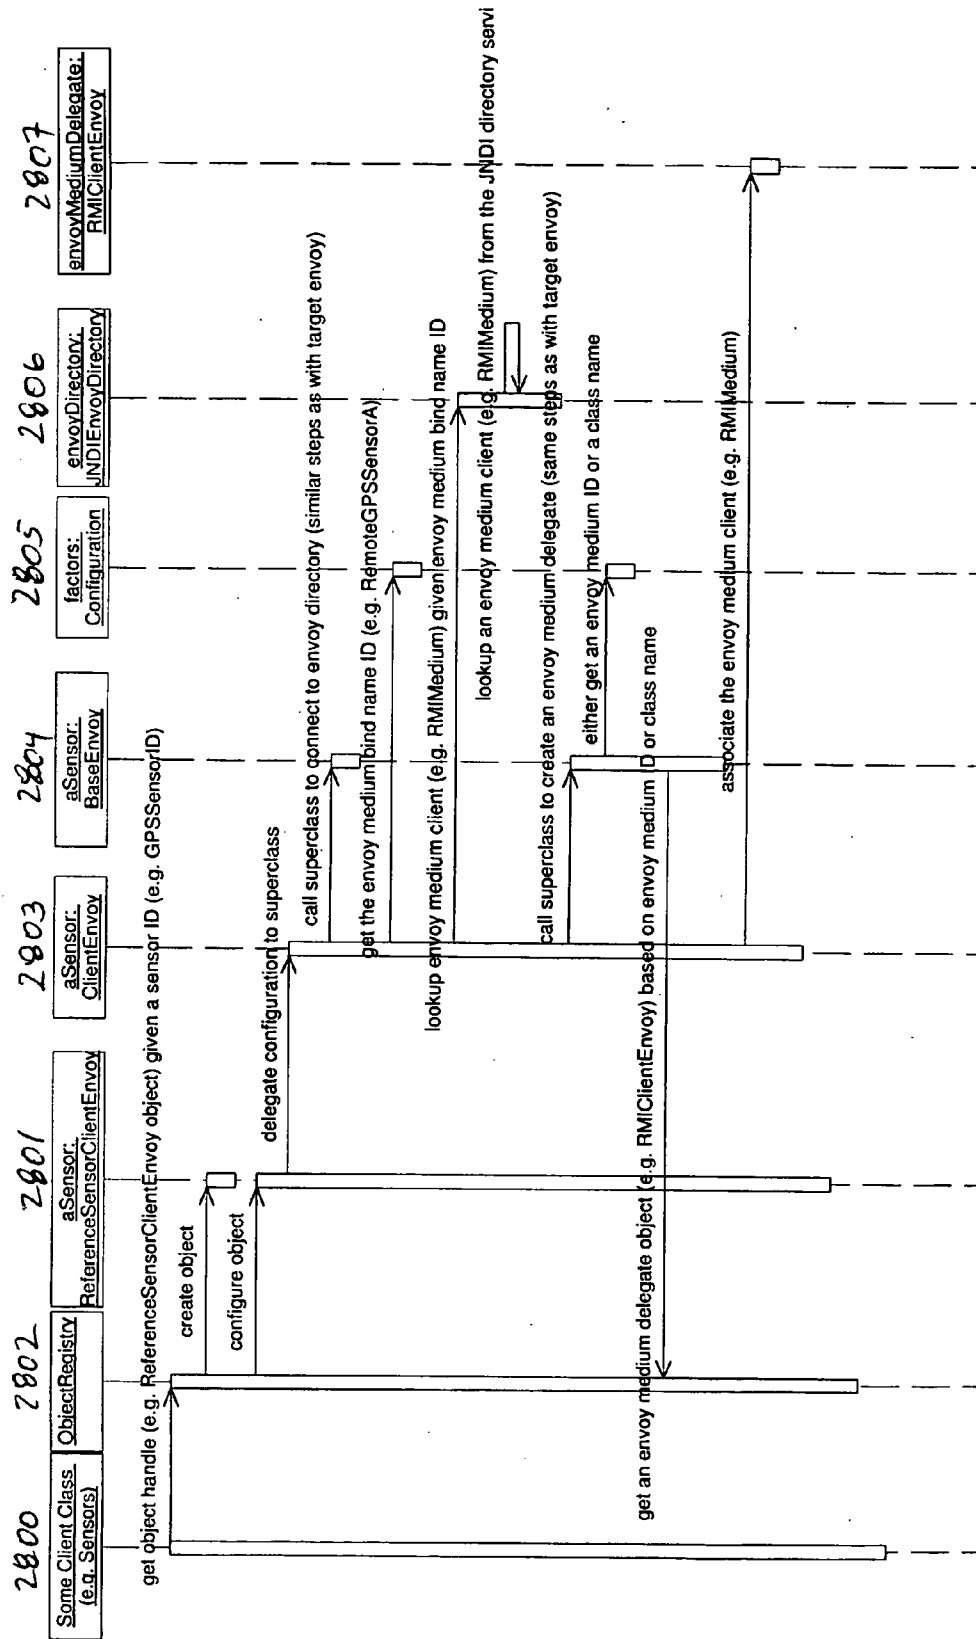 2800
Some Client Class
(e.g. Sensors)
2802
ObjectRegistry
2801
aSensor:
ReferenceSensorClientEnvoy
2803
aSensor:
ClientEnvoy
2804
aSensor:
BaseEnvoy
2805
factors:
Configuration
2806
envoyDirectory:
JNDIEnvoyDirectory
2807
envoyMediumDelegate:
RMIClientEnvoy
get object handle (e.g. ReferenceSensorClientEnvoy object) given a sensor ID (e.g. GPSSensorID)
create object
configure object
delegate configuration to superclass
call superclass to connect to envoy directory (similar steps as with target envoy)
get the envoy medium bind name ID (e.g. RemoteGPSSensorA)
lookup envoy medium client (e.g. RMIMedium) given envoy medium bind name ID
lookup an envoy medium client (e.g. RMIMedium) from the JNDI directory servi
call superclass to create an envoy medium delegate (same steps as with target envoy)
either get an envoy medium ID or a class name
get an envoy medium delegate object (e.g. RMIClientEnvoy) based on envoy medium ID or class name
associate the envoy medium client (e.g. RMIMedium)